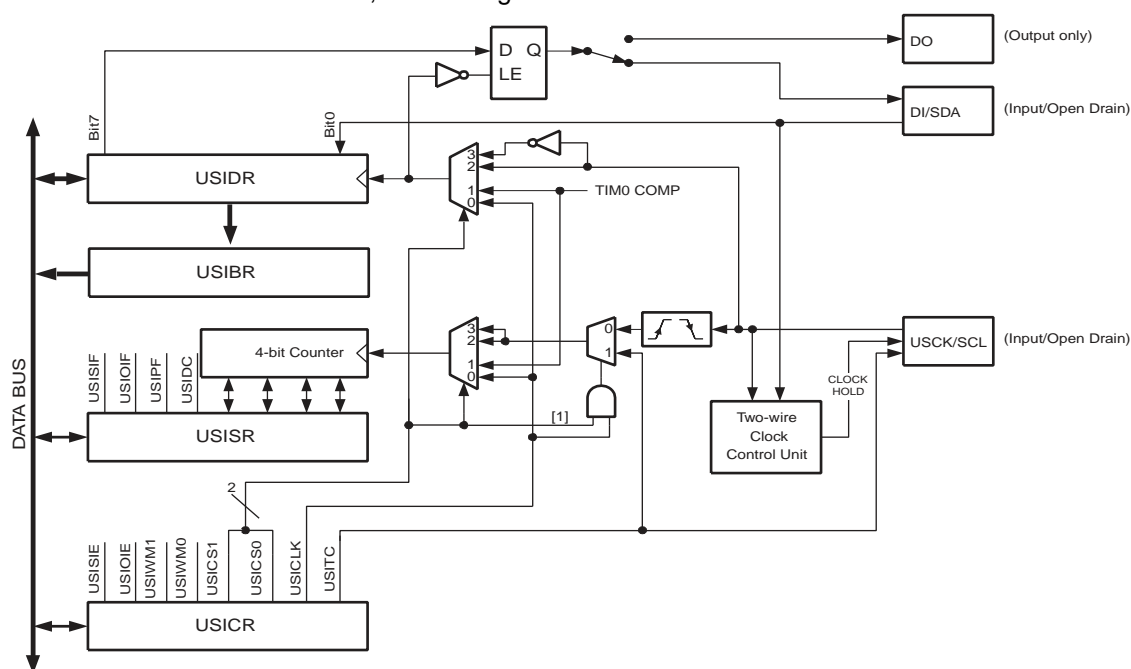 DO
(Output only)
D Q
LE
DI/SDA
(Input/Open Drain)
Bit7
Bit0
3
2
1
0
TIM0 COMP
USIDR
USIBR
3
2
1
0
0
1
4-bit Counter
USCK/SCL
(Input/Open Drain)
CLOCK
HOLD
USISIF
USIOIF
USIPF
USIDC
[1]
Two-wire
Clock
Control Unit
USISR
DATA BUS
2
USISIE
USIOIE
USIWM1
USIWM0
USICS1
USICS0
USICLK
USITC
USICR